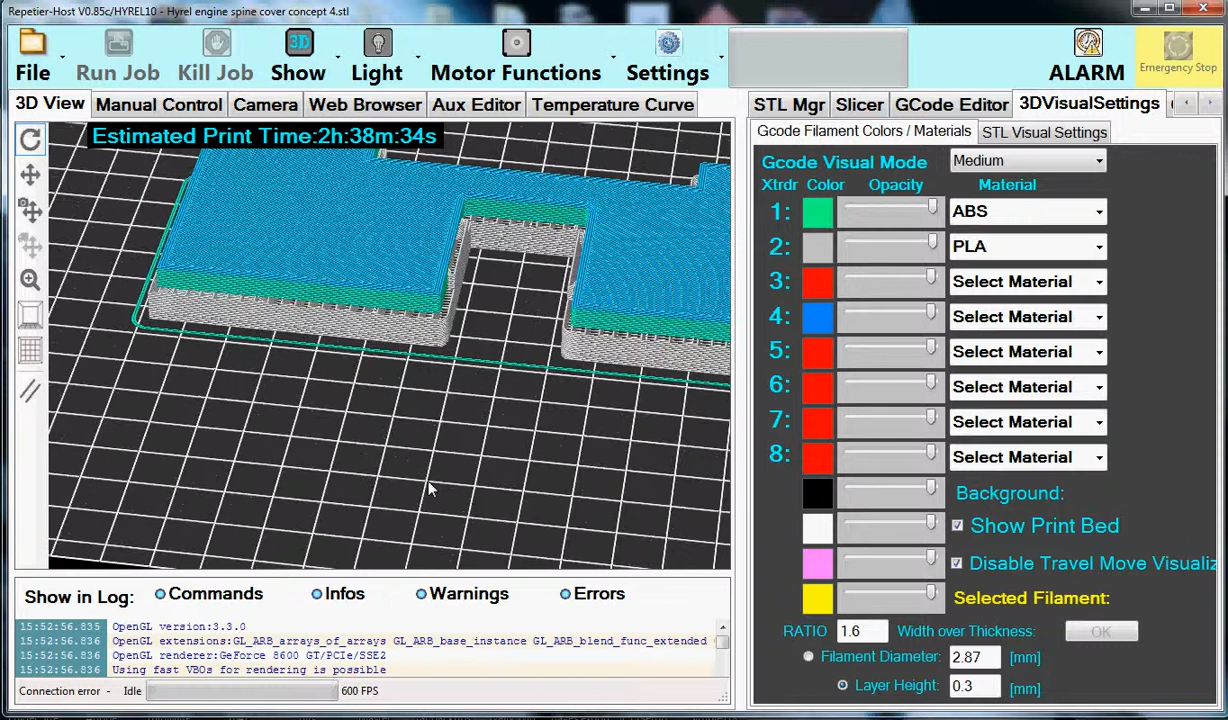 Repetier-Host V0.85c/HYREL10 - Hyrel engine spine cover concept 4.stl
File Run Job Kill Job Show Light Motor Functions Settings ALARM Emergency Stop
3D View Manual Control Camera Web Browser Aux Editor Temperature Curve STL Mgr Slicer GCode Editor 3DVisualSettings
Estimated Print Time:2h:38m:34s
Gcode Filament Colors / Materials STL Visual Settings
Gcode Visual Mode Medium
Xtrdr Color Opacity Material
1: ABS
2: PLA
3: Select Material
4: Select Material
5: Select Material
6: Select Material
7: Select Material
8: Select Material
Background:
Show Print Bed
Disable Travel Move Visualiz
Selected Filament:
RATIO 1.6 Width over Thickness: OK
Filament Diameter: 2.87 [mm]
Layer Height: 0.3 [mm]
Show in Log: Commands Infos Warnings Errors
15:52:56.835 OpenGL version:3.3.0
15:52:56.836 OpenGL extensions:GL_ARB_arrays_of_arrays GL_ARB_base_instance GL_ARB_blend_func_extended
15:52:56.836 OpenGL renderer:GeForce 8600 GT/PCIe/SSE2
15:52:56.836 Using fast VBOs for rendering is possible
Connection error - Idle 600 FPS